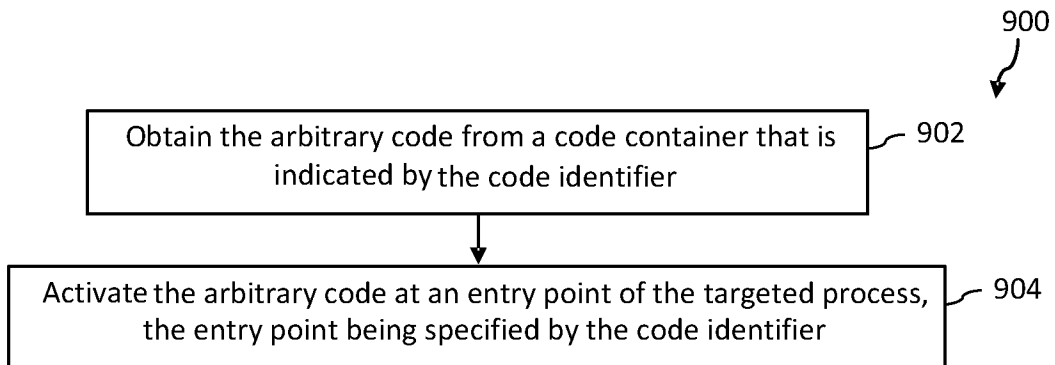 900
Obtain the arbitrary code from a code container that is
indicated by the code identifier
902
Activate the arbitrary code at an entry point of the targeted process,
the entry point being specified by the code identifier
904